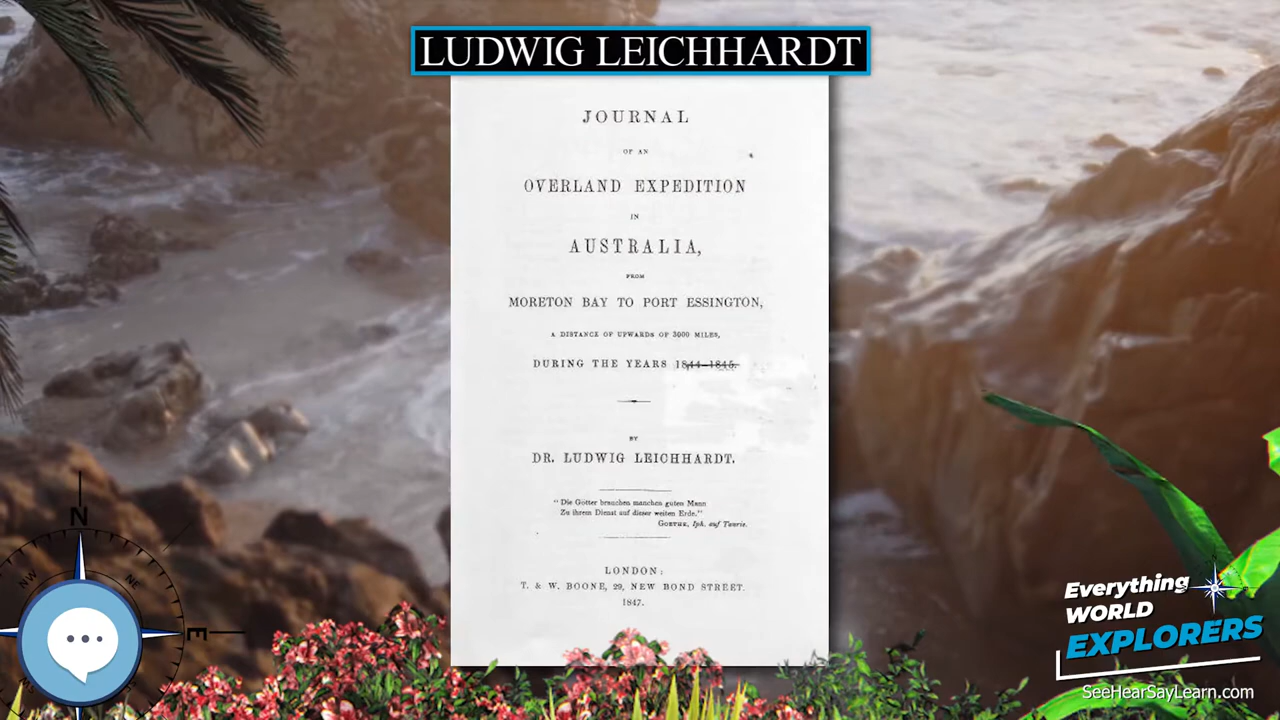 LUDWIG LEICHHARDT
JOURNAL
OF AN
OVERLAND EXPEDITION
IN
AUSTRALIA,
FROM
MORETON BAY TO PORT ESSINGTON,
A DISTANCE OF UPWARDS OF 3000 MILES,
DURING THE YEARS 1844–1845.
BY
DR. LUDWIG LEICHHARDT.
"Die Götter brauchen manchen guten Mann
Zu ihrem Dienst auf dieser weiten Erde."
GOETHE, Iph. auf Tauris.
LONDON:
T. & W. BOONE, 29, NEW BOND STREET.
1847.
N
NW
NE
E
Everything
WORLD
EXPLORERS
SeeHearSayLearn.com